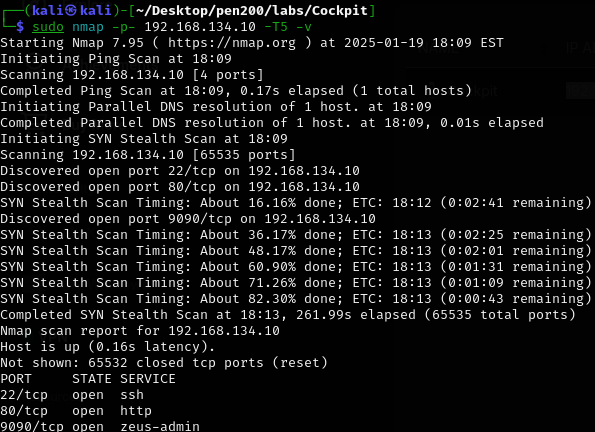 ┌──(kali㉿kali)-[~/Desktop/pen200/labs/Cockpit]
└─$ sudo nmap -p- 192.168.134.10 -T5 -v
Starting Nmap 7.95 ( https://nmap.org ) at 2025-01-19 18:09 EST
Initiating Ping Scan at 18:09
Scanning 192.168.134.10 [4 ports]
Completed Ping Scan at 18:09, 0.17s elapsed (1 total hosts)
Initiating Parallel DNS resolution of 1 host. at 18:09
Completed Parallel DNS resolution of 1 host. at 18:09, 0.01s elapsed
Initiating SYN Stealth Scan at 18:09
Scanning 192.168.134.10 [65535 ports]
Discovered open port 22/tcp on 192.168.134.10
Discovered open port 80/tcp on 192.168.134.10
SYN Stealth Scan Timing: About 16.16% done; ETC: 18:12 (0:02:41 remaining)
Discovered open port 9090/tcp on 192.168.134.10
SYN Stealth Scan Timing: About 36.17% done; ETC: 18:13 (0:02:25 remaining)
SYN Stealth Scan Timing: About 48.17% done; ETC: 18:13 (0:02:01 remaining)
SYN Stealth Scan Timing: About 60.90% done; ETC: 18:13 (0:01:31 remaining)
SYN Stealth Scan Timing: About 71.26% done; ETC: 18:13 (0:01:09 remaining)
SYN Stealth Scan Timing: About 82.30% done; ETC: 18:13 (0:00:43 remaining)
Completed SYN Stealth Scan at 18:13, 261.99s elapsed (65535 total ports)
Nmap scan report for 192.168.134.10
Host is up (0.16s latency).
Not shown: 65532 closed tcp ports (reset)
PORT     STATE SERVICE
22/tcp   open  ssh
80/tcp   open  http
9090/tcp open  zeus-admin